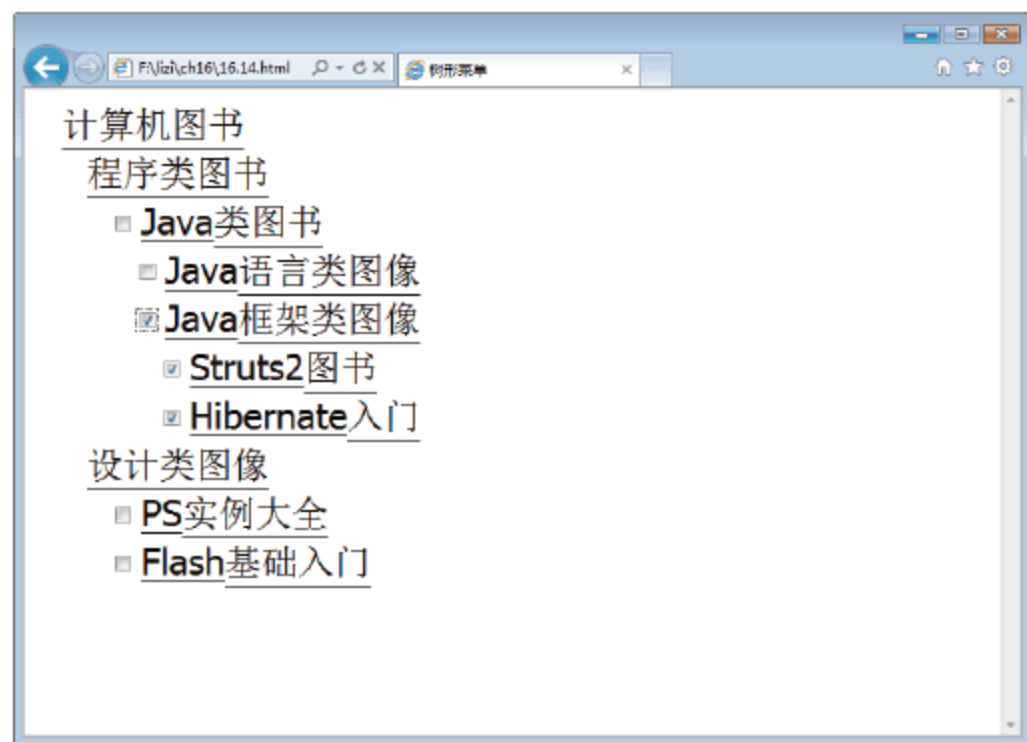 F:\lizi\ch16\16.14.html
树形菜单
计算机图书
程序类图书
Java类图书
Java语言类图像
Java框架类图像
Struts2图书
Hibernate入门
设计类图像
PS实例大全
Flash基础入门